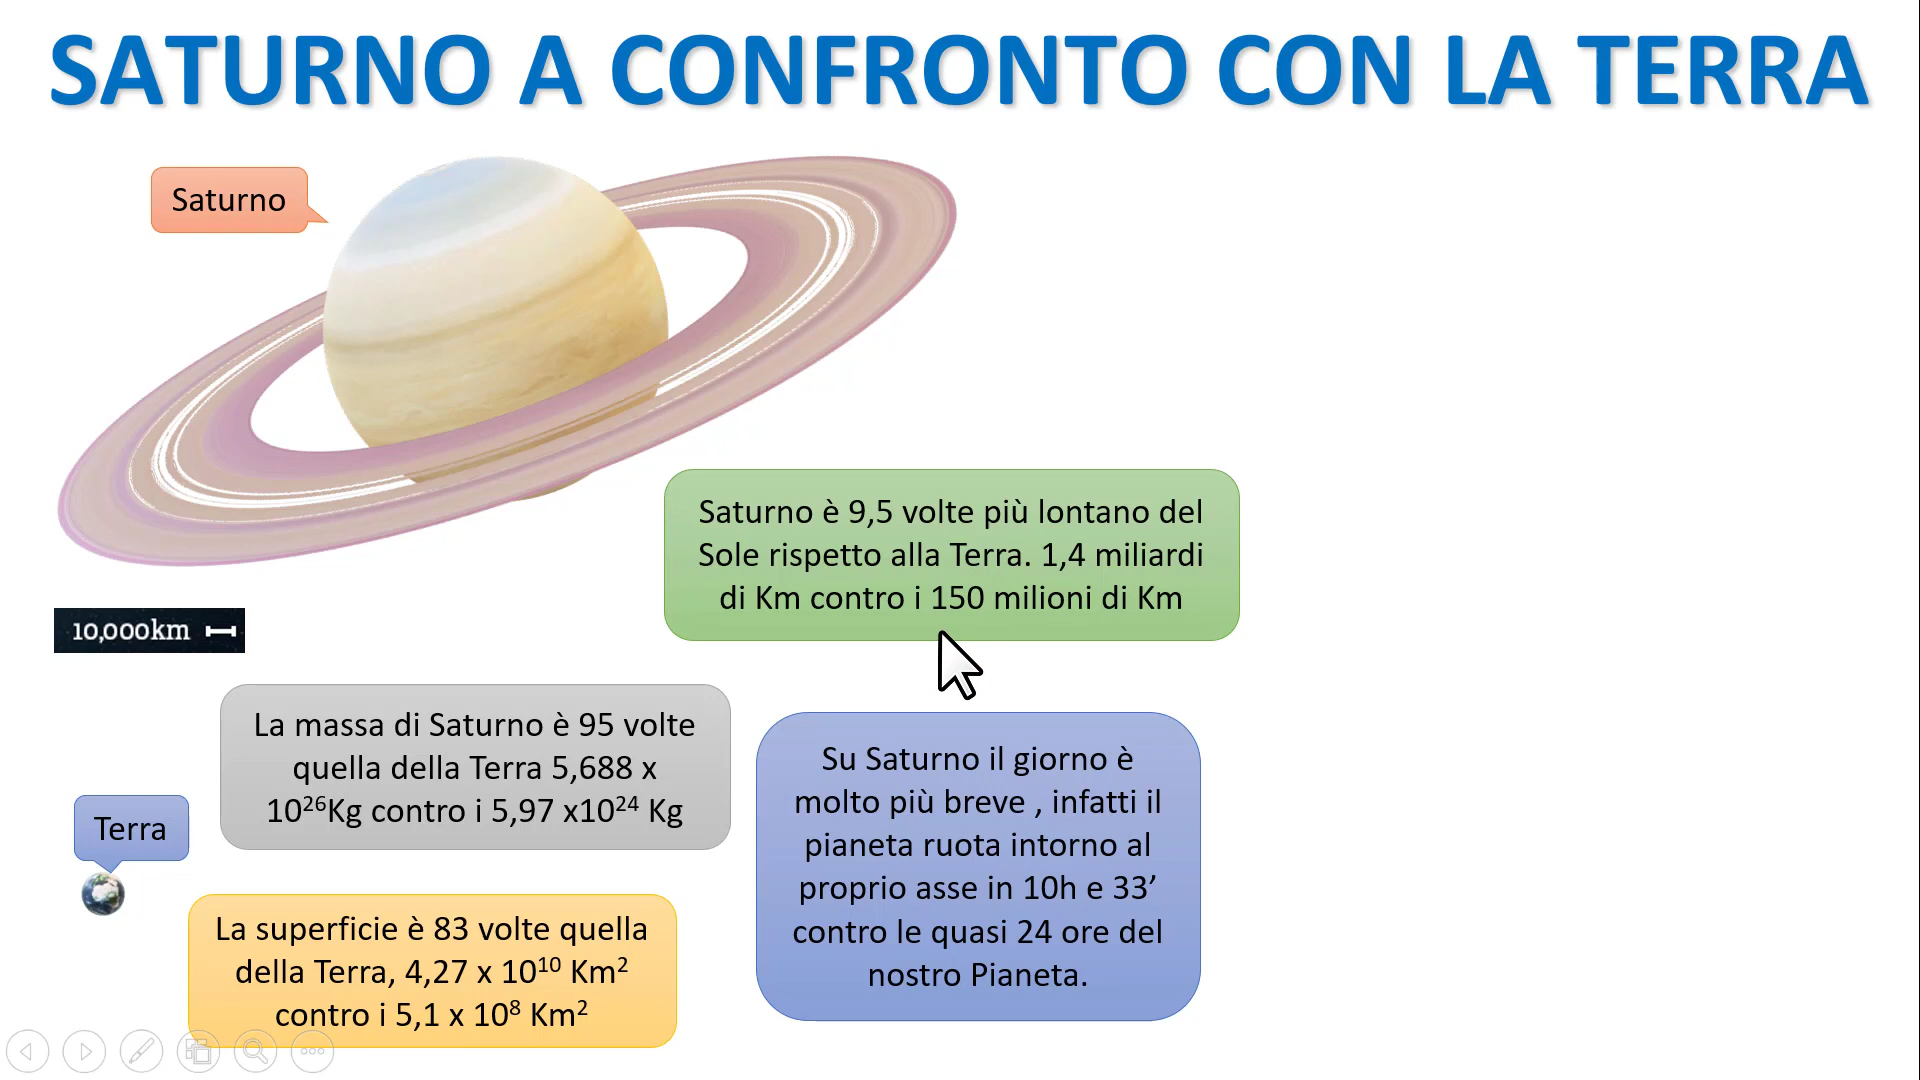 SATURNO A CONFRONTO CON LA TERRA
Saturno
Saturno è 9,5 volte più lontano del
Sole rispetto alla Terra. 1,4 miliardi
di Km contro i 150 milioni di Km
10,000km
La massa di Saturno è 95 volte
quella della Terra 5,688 x
10²⁶Kg contro i 5,97 x10²⁴ Kg
Su Saturno il giorno è
molto più breve , infatti il
pianeta ruota intorno al
proprio asse in 10h e 33’
contro le quasi 24 ore del
nostro Pianeta.
Terra
La superficie è 83 volte quella
della Terra, 4,27 x 10¹⁰ Km²
contro i 5,1 x 10⁸ Km²